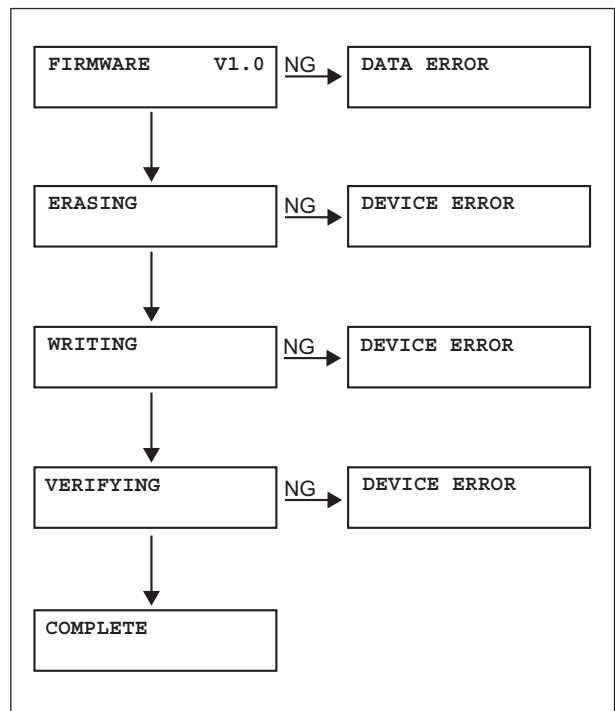 FIRMWARE V1.0
NG
DATA ERROR
ERASING
NG
DEVICE ERROR
WRITING
NG
DEVICE ERROR
VERIFYING
NG
DEVICE ERROR
COMPLETE